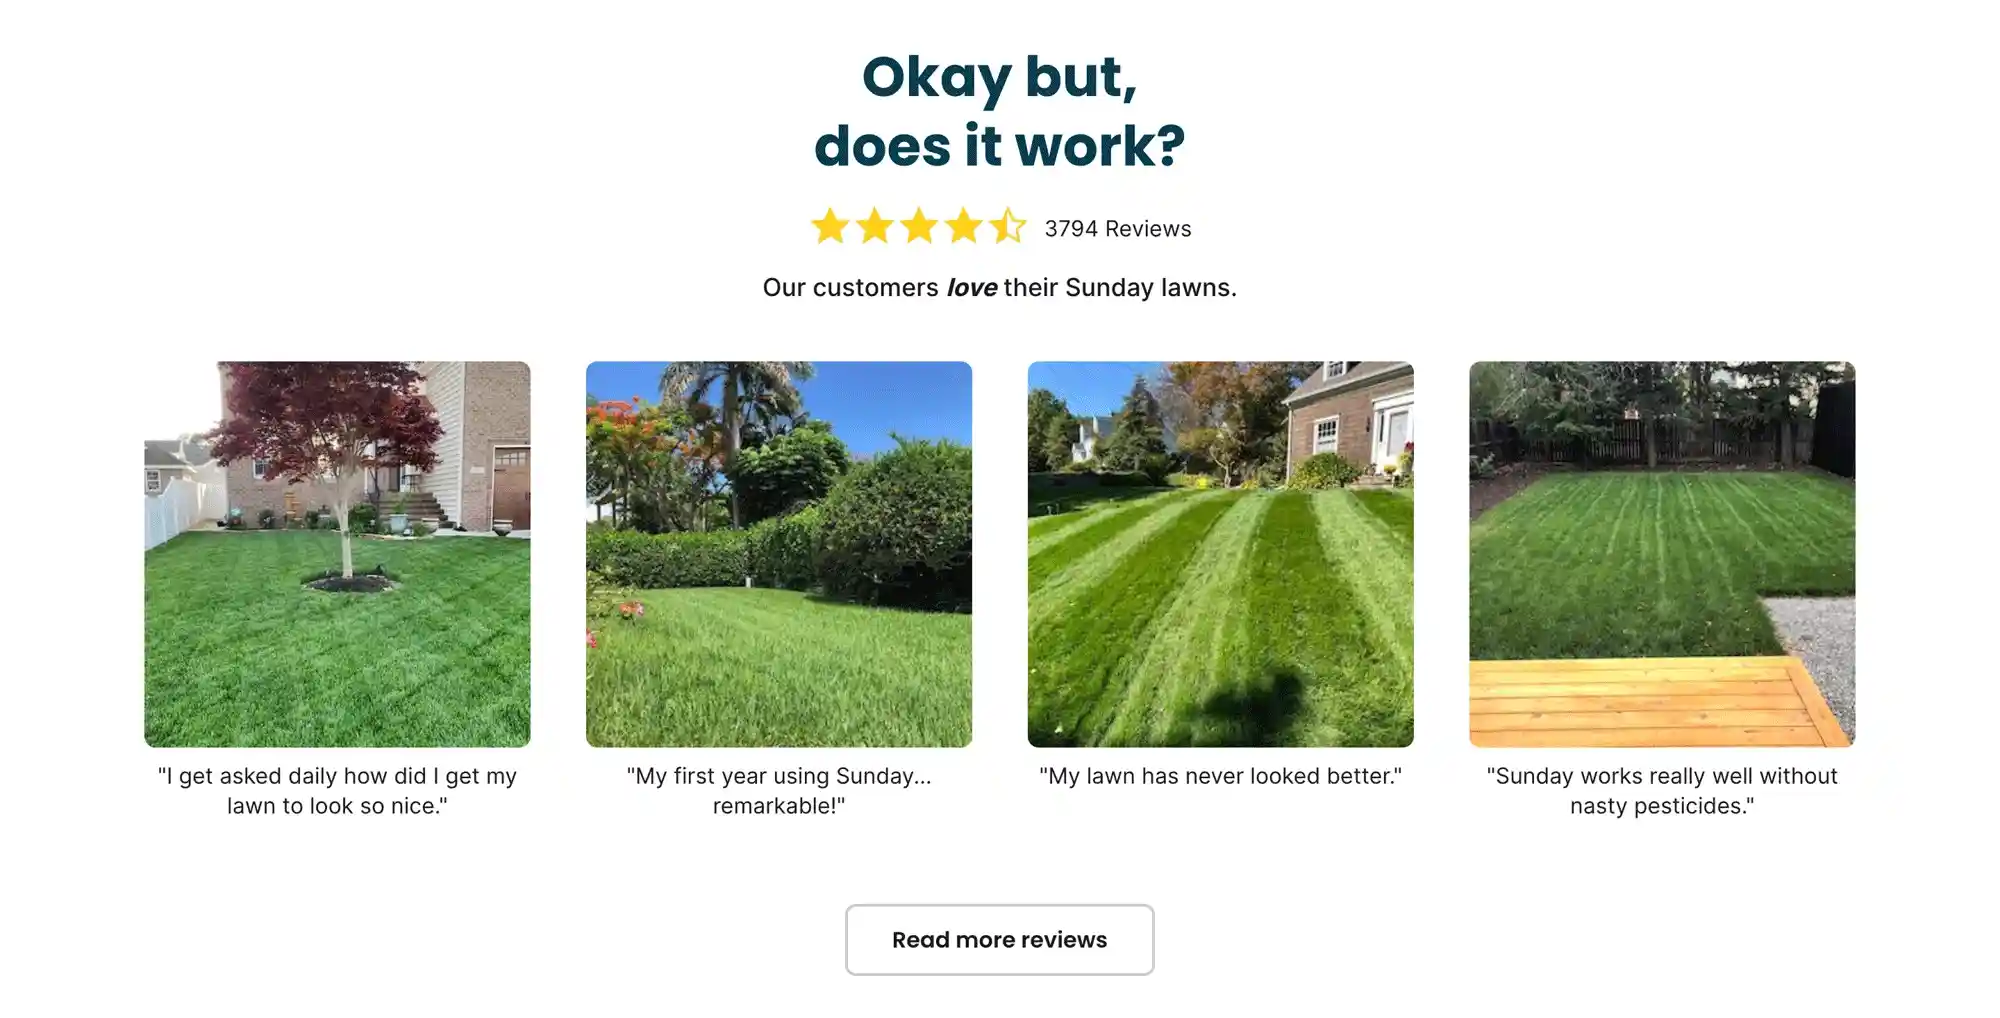 Okay but,
does it work?
3794 Reviews
Our customers love their Sunday lawns.
"I get asked daily how did I get my
lawn to look so nice."
"My first year using Sunday...
remarkable!"
"My lawn has never looked better."
"Sunday works really well without
nasty pesticides."
Read more reviews